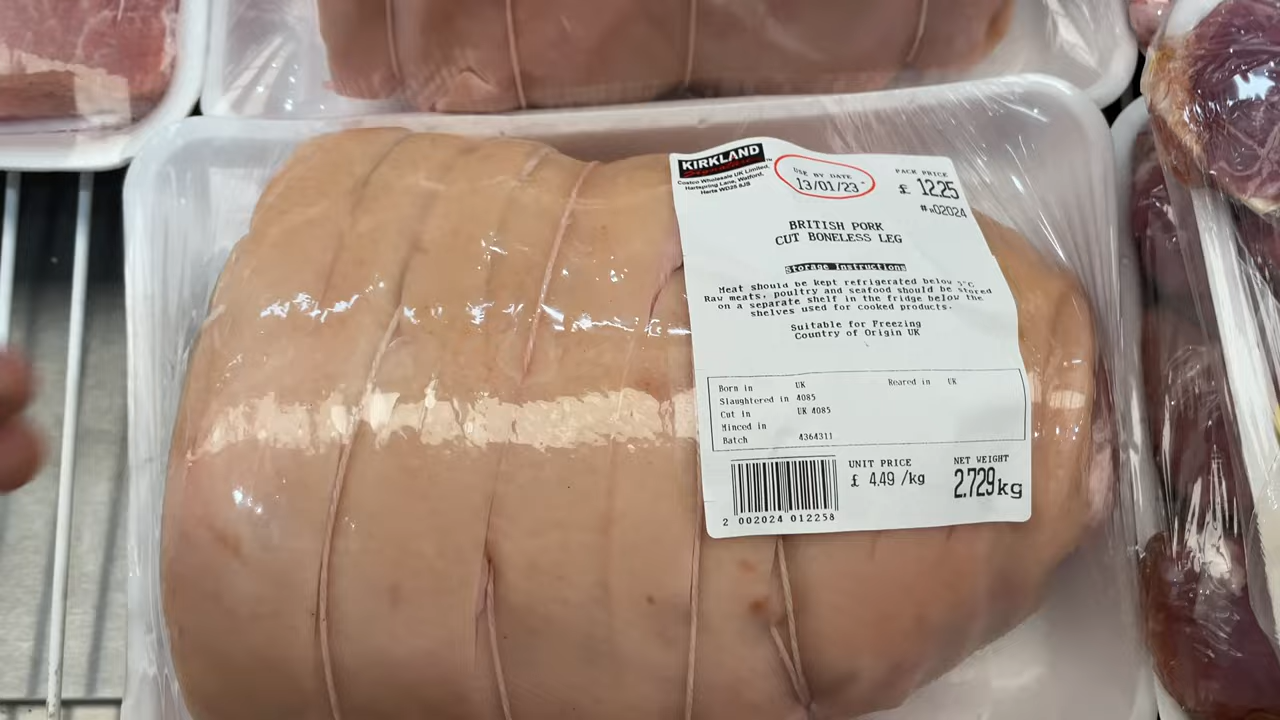 KIRKLAND
Signature™
Costco Wholesale UK Limited,
Hartspring Lane, Watford,
Herts WD25 8JS
USE BY DATE
13/01/23
PACK PRICE
£ 12.25
02024
BRITISH PORK
CUT BONELESS LEG
Storage Instructions
Meat should be kept refrigerated below 5°C
Raw meats, poultry and seafood should be stored
on a separate shelf in the fridge below the
shelves used for cooked products.
Suitable for Freezing
Country of Origin UK
Born in UK Reared in UK
Slaughtered in 4085
Cut in UK 4085
Minced in
Batch 4364311
UNIT PRICE
£ 4.49 /kg
NET WEIGHT
2.729kg
2 002024 012258